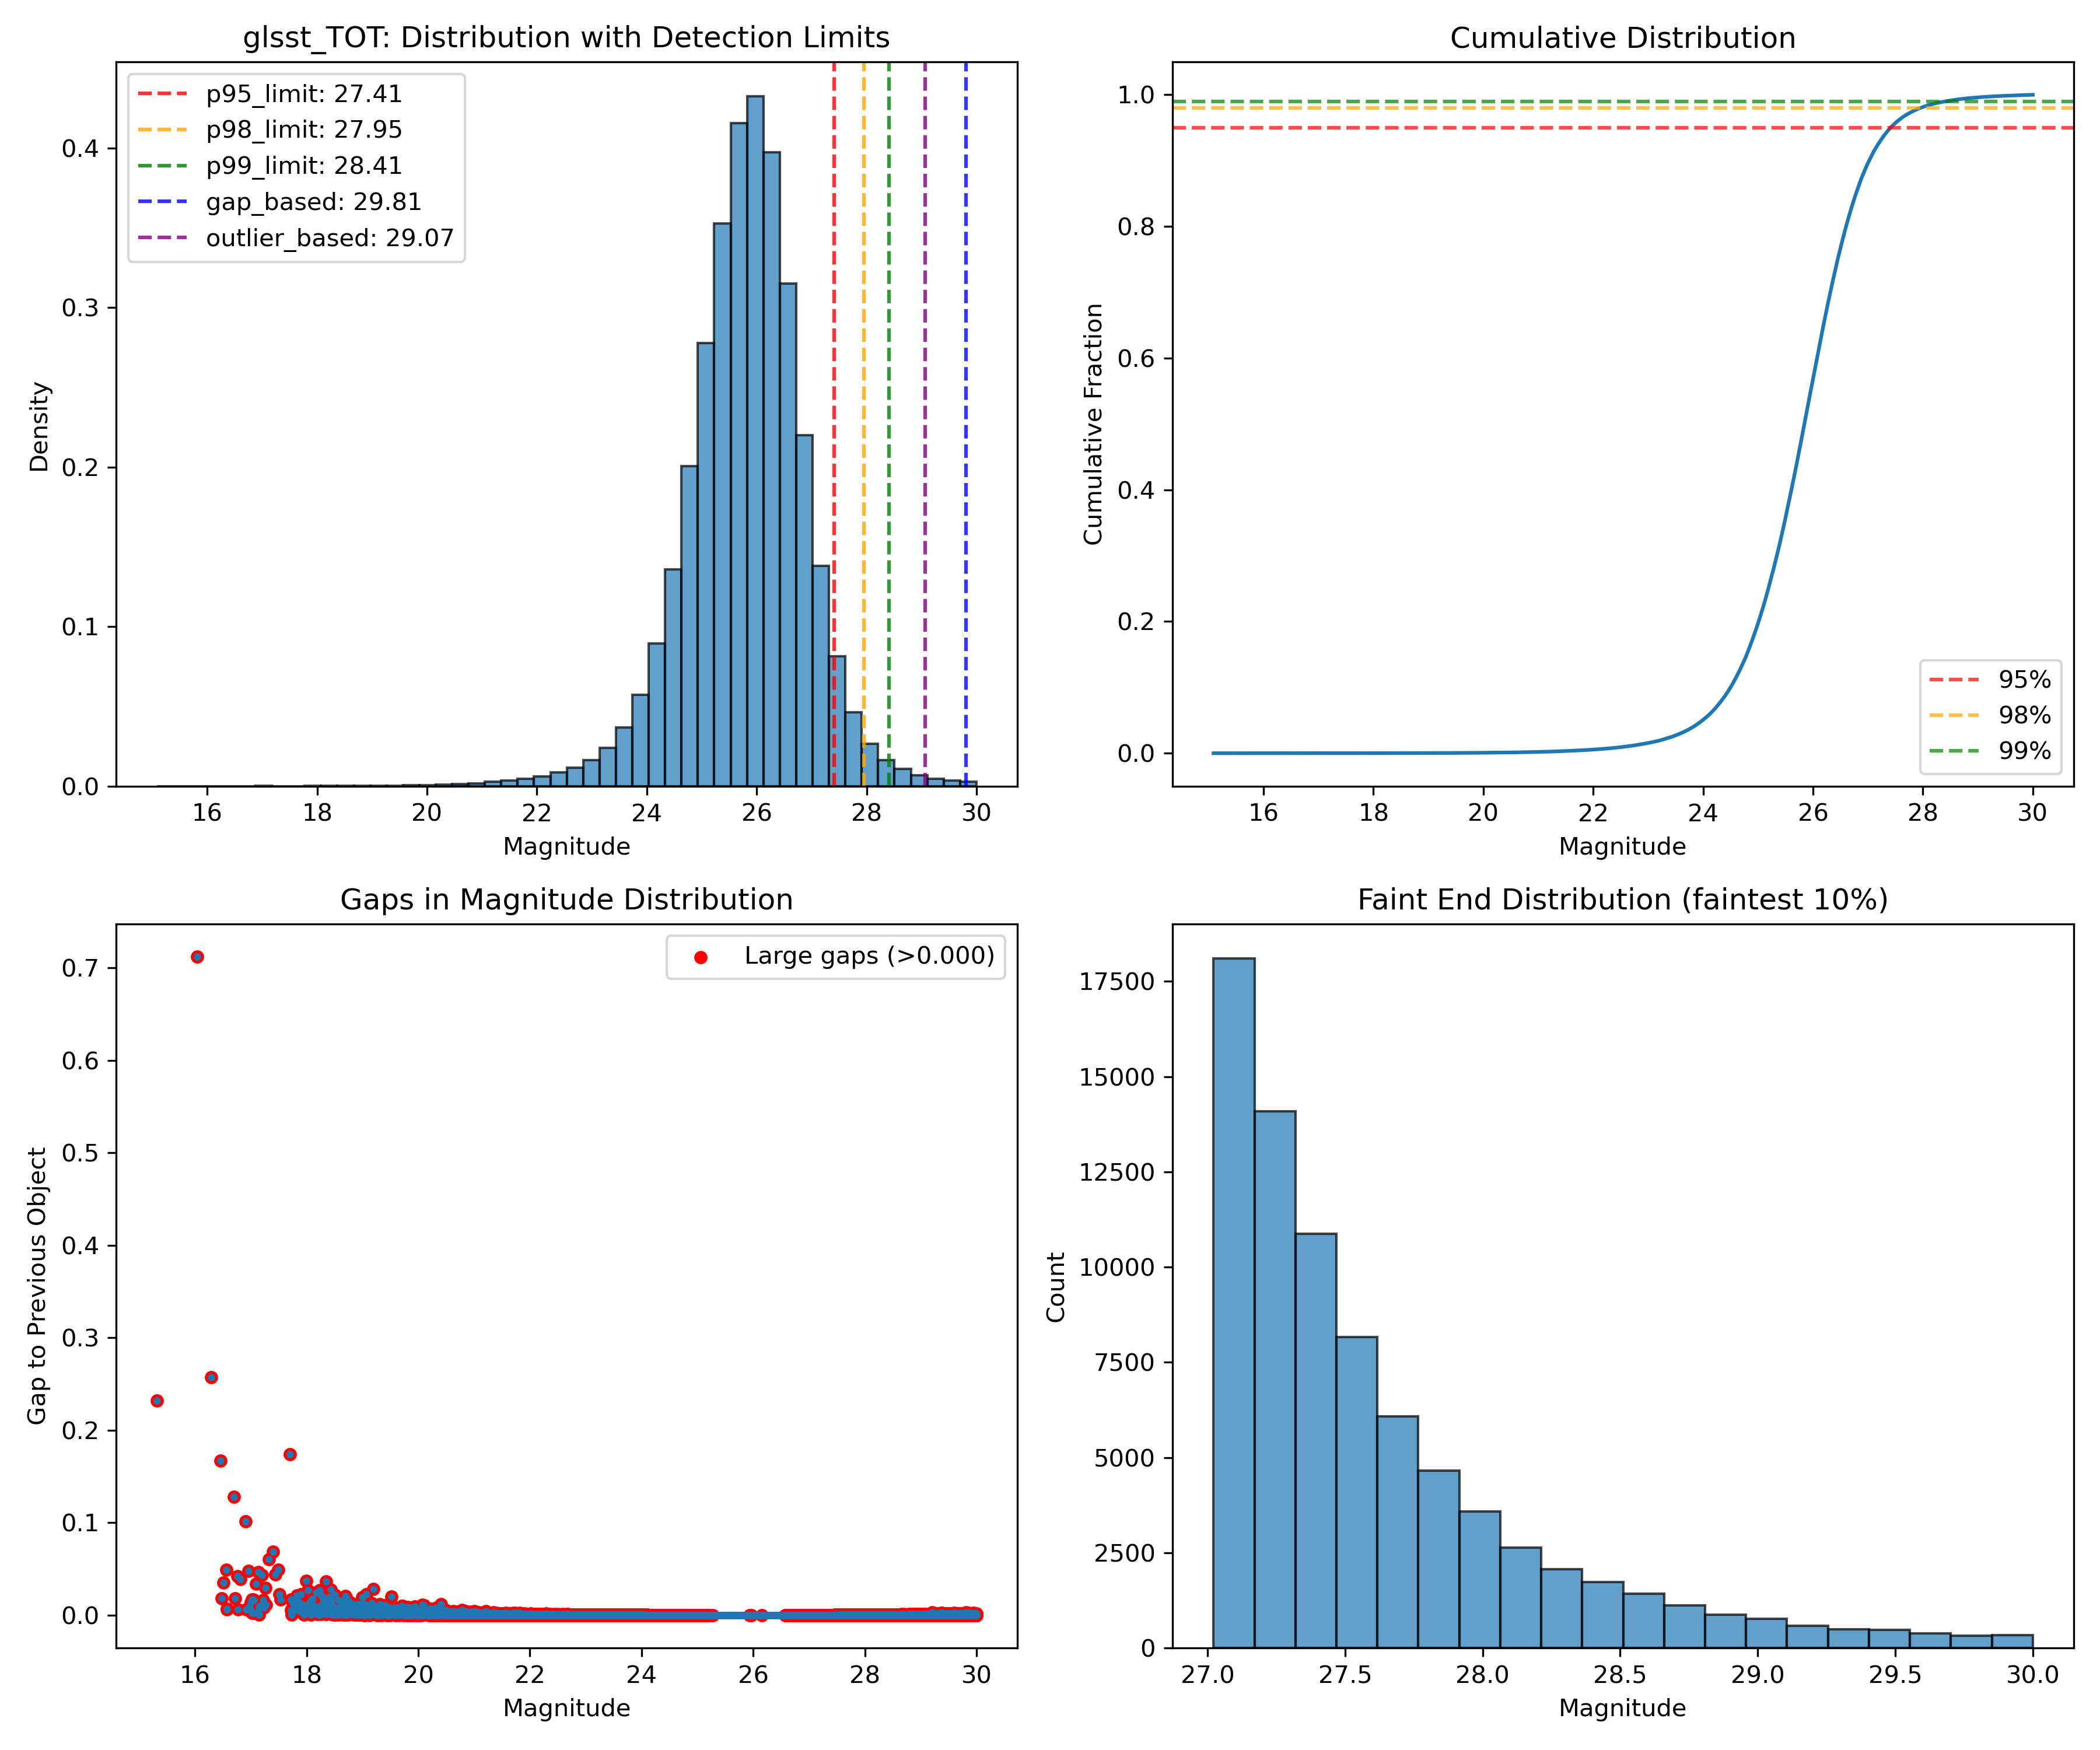 glsst_TOT: Distribution with Detection Limits
p95_limit: 27.41
p98_limit: 27.95
p99_limit: 28.41
gap_based: 29.81
outlier_based: 29.07
Density
0.4
0.3
0.2
0.1
0.0
16 18 20 22 24 26 28 30
Magnitude
Cumulative Distribution
Cumulative Fraction
1.0
0.8
0.6
0.4
0.2
0.0
95%
98%
99%
16 18 20 22 24 26 28 30
Magnitude
Gaps in Magnitude Distribution
Large gaps (>0.000)
Gap to Previous Object
0.7
0.6
0.5
0.4
0.3
0.2
0.1
0.0
16 18 20 22 24 26 28 30
Magnitude
Faint End Distribution (faintest 10%)
Count
17500
15000
12500
10000
7500
5000
2500
0
27.0 27.5 28.0 28.5 29.0 29.5 30.0
Magnitude